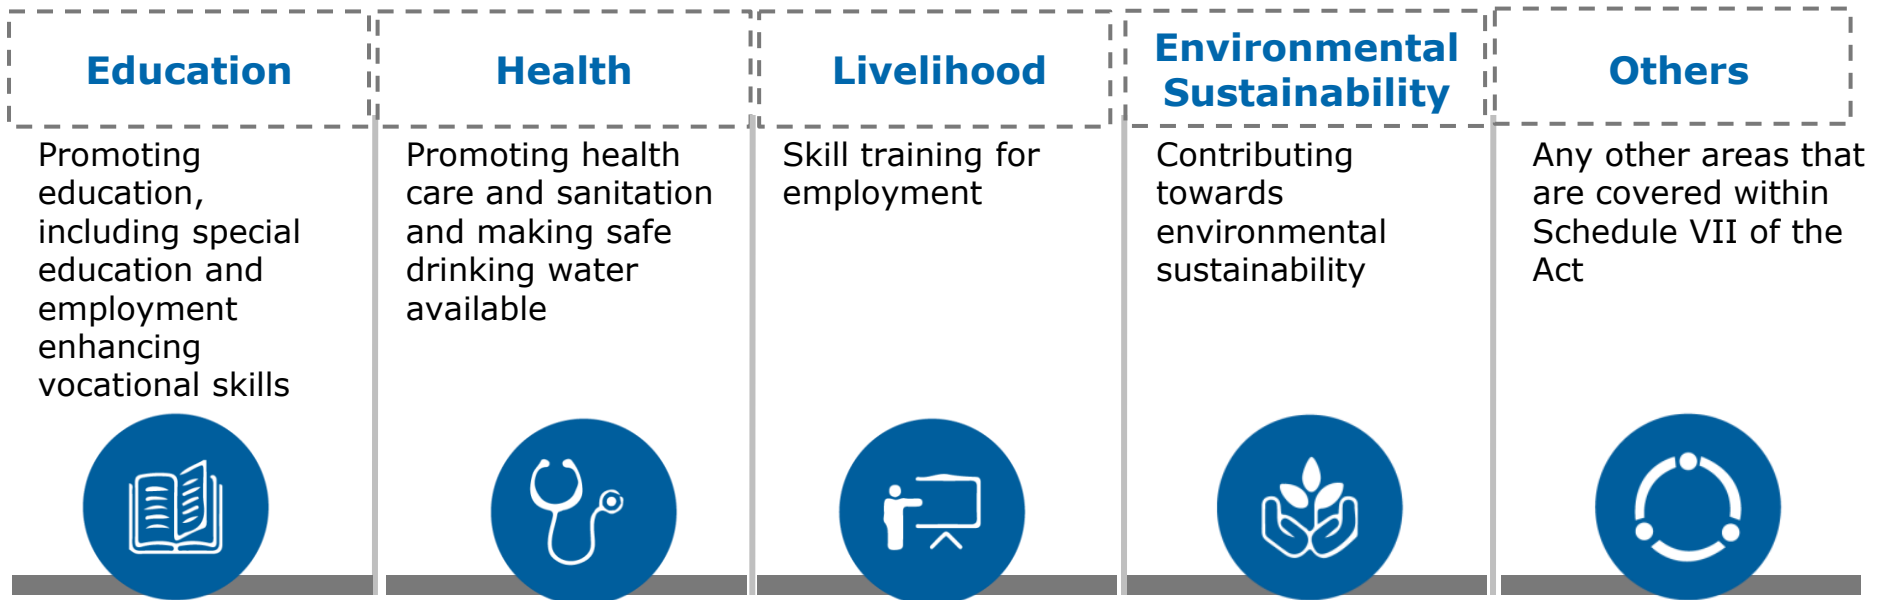 Education
Promoting
education,
including special
education and
employment
enhancing
vocational skills
Health
Promoting health
care and sanitation
and making safe
drinking water
available
Livelihood
Skill training for
employment
Environmental
Sustainability
Contributing
towards
environmental
sustainability
Others
Any other areas that
are covered within
Schedule VII of the
Act